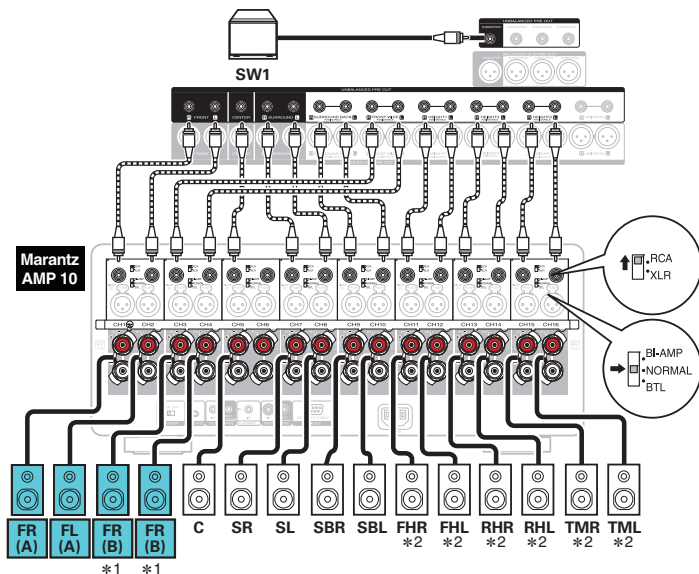 SW1
UNBALANCED PRE OUT
UNBALANCED PRE OUT
FRONT
CENTER
SURROUND
SURROUND BACK
FRONT WIDE
HEIGHT1
HEIGHT2
HEIGHT3
Marantz
AMP 10
RCA
XLR
CH1 CH2 CH3 CH4 CH5 CH6 CH7 CH8 CH9 CH10 CH11 CH12 CH13 CH14 CH15 CH16
BI-AMP
NORMAL
BTL
FR (A) FL (A) FR (B) FR (B) C SR SL SBR SBL FHR FHL RHR RHL TMR TML
*1 *1 *2 *2 *2 *2 *2 *2